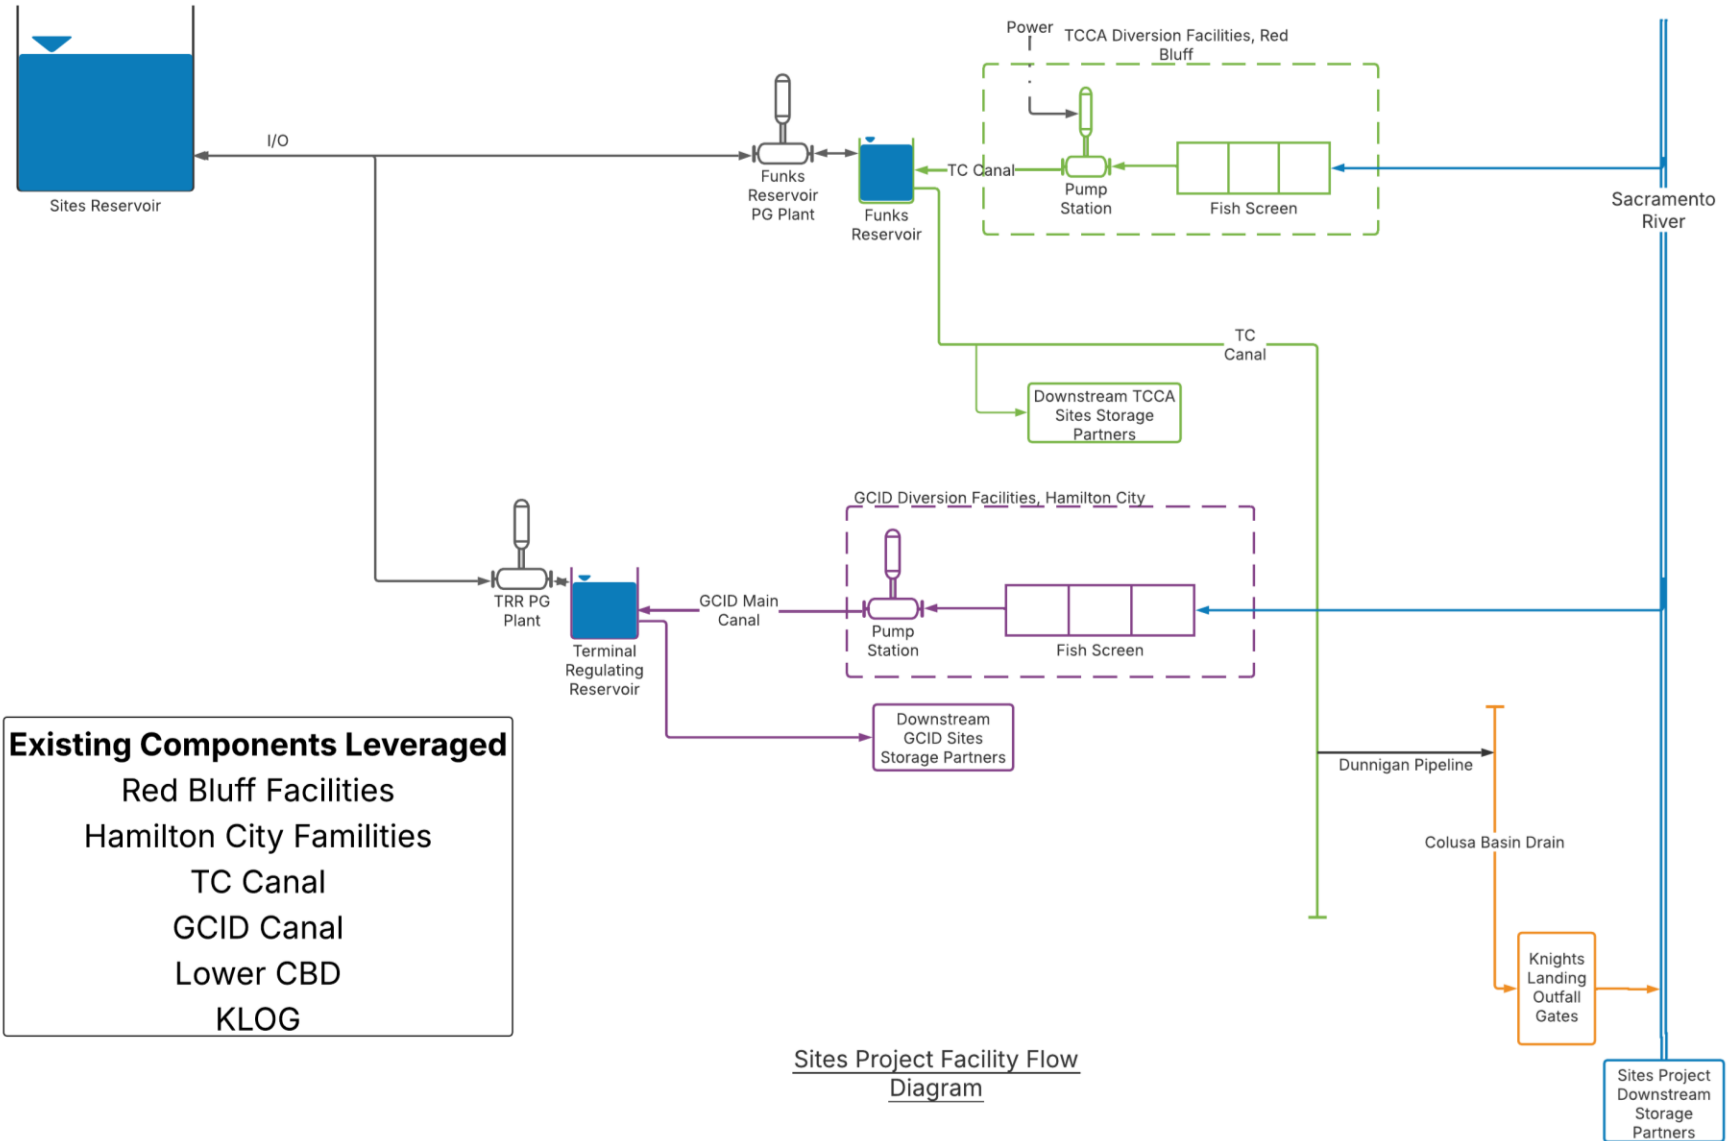 Power
TCCA Diversion Facilities, Red
Bluff
I/O
TC Canal
Funks
Reservoir
PG Plant
Funks
Reservoir
Pump
Station
Fish Screen
Sacramento
River
Sites Reservoir
TC
Canal
Downstream TCCA
Sites Storage
Partners
GCID Diversion Facilities, Hamilton City
TRR PG
Plant
GCID Main
Canal
Pump
Station
Fish Screen
Terminal
Regulating
Reservoir
Downstream
GCID Sites
Storage Partners
Existing Components Leveraged
Red Bluff Facilities
Hamilton City Familities
TC Canal
GCID Canal
Lower CBD
KLOG
Dunnigan Pipeline
Colusa Basin Drain
Knights
Landing
Outfall
Gates
Sites Project Facility Flow
Diagram
Sites Project
Downstream
Storage
Partners